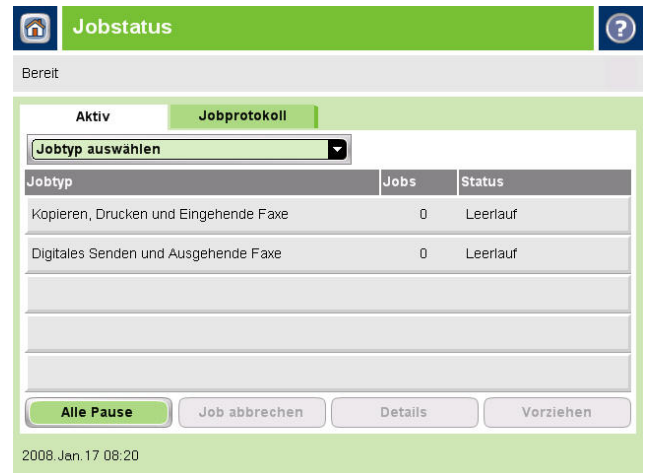 Jobstatus
?
Bereit
Aktiv Jobprotokoll
Jobtyp auswählen
Jobtyp Jobs Status
Kopieren, Drucken und Eingehende Faxe 0 Leerlauf
Digitales Senden und Ausgehende Faxe 0 Leerlauf
Alle Pause Job abbrechen Details Vorziehen
2008.Jan.17 08:20